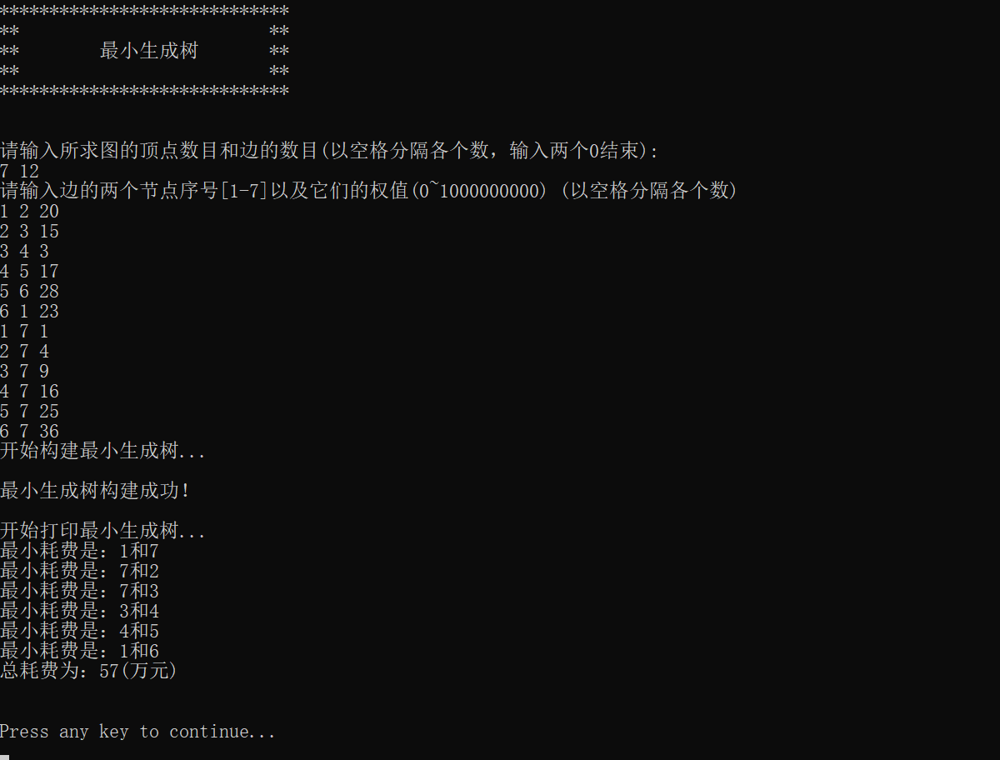 *****************************
**                         **
**        最小生成树       **
**                         **
*****************************
请输入所求图的顶点数目和边的数目(以空格分隔各个数，输入两个0结束):
7 12
请输入边的两个节点序号[1-7]以及它们的权值(0~1000000000) (以空格分隔各个数)
1 2 20
2 3 15
3 4 3
4 5 17
5 6 28
6 1 23
1 7 1
2 7 4
3 7 9
4 7 16
5 7 25
6 7 36
开始构建最小生成树...
最小生成树构建成功!
开始打印最小生成树...
最小耗费是：1和7
最小耗费是：7和2
最小耗费是：7和3
最小耗费是：3和4
最小耗费是：4和5
最小耗费是：1和6
总耗费为：57(万元)
Press any key to continue...